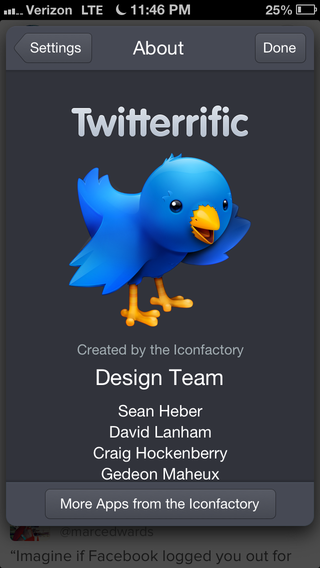 Verizon LTE 11:46 PM 25%
Settings About Done
Twitterrific
Created by the Iconfactory
Design Team
Sean Heber
David Lanham
Craig Hockenberry
Gedeon Maheux
More Apps from the Iconfactory
@marcedwards
“Imagine if Facebook logged you out for